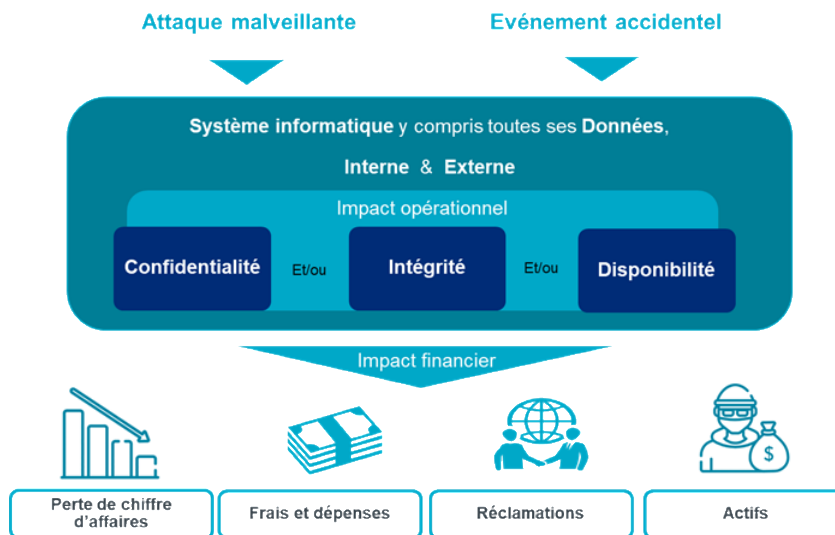 Attaque malveillante
Evénement accidentel
Système informatique y compris toutes ses Données,
Interne & Externe
Impact opérationnel
Confidentialité
Et/ou
Intégrité
Et/ou
Disponibilité
Impact financier
$
Perte de chiffre
d'affaires
Frais et dépenses
Réclamations
Actifs